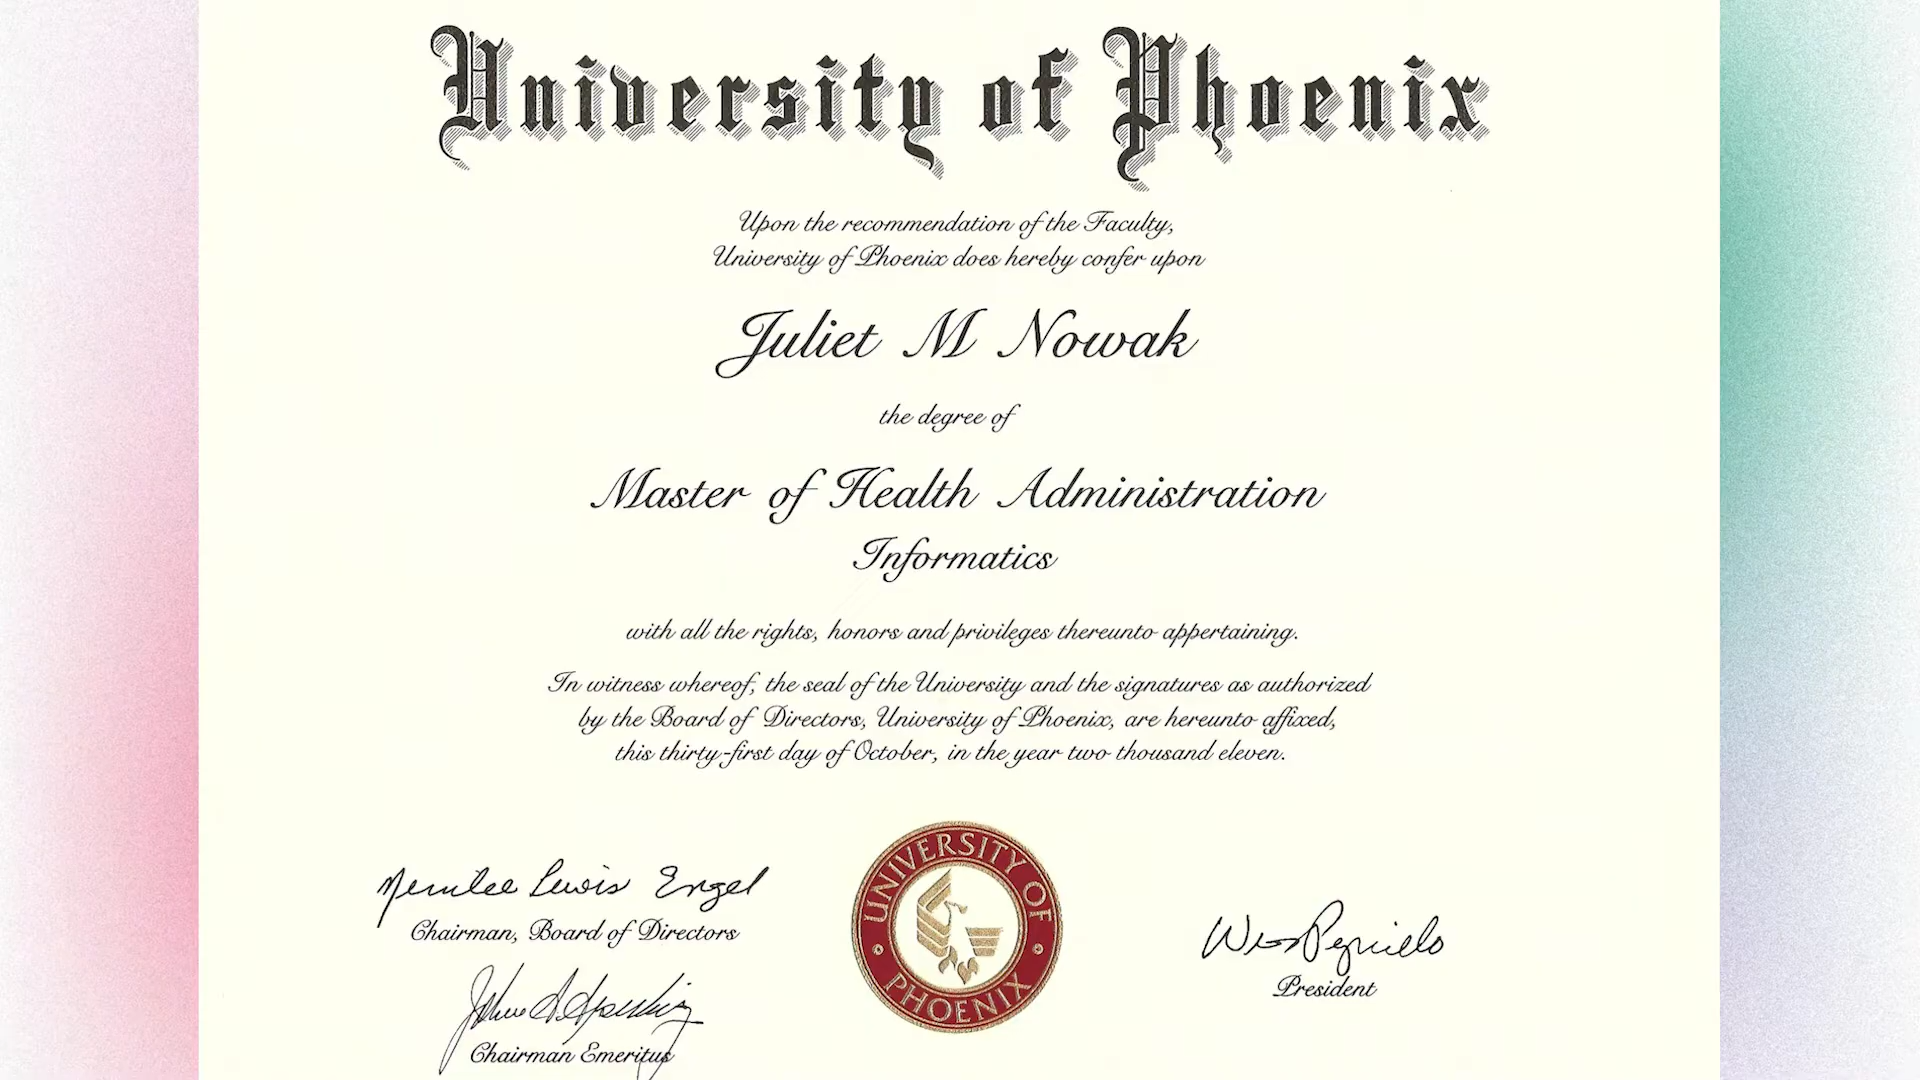 University of Phoenix
Upon the recommendation of the Faculty,
University of Phoenix does hereby confer upon
Juliet M Nowak
the degree of
Master of Health Administration
Informatics
with all the rights, honors and privileges thereunto appertaining.
In witness whereof, the seal of the University and the signatures as authorized
by the Board of Directors, University of Phoenix, are hereunto affixed,
this thirty-first day of October, in the year two thousand eleven.
Lewis Engel
Chairman, Board of Directors
Chairman Emeritus
UNIVERSITY OF
PHOENIX
President